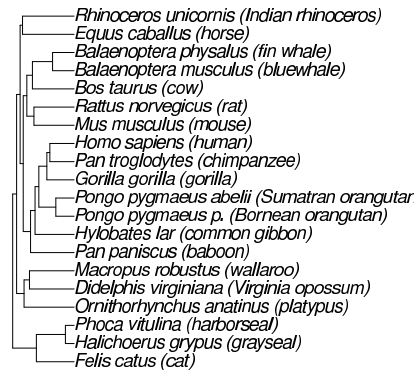 Rhinoceros unicornis (Indian rhinoceros)
Equus caballus (horse)
Balaenoptera physalus (fin whale)
Balaenoptera musculus (bluewhale)
Bos taurus (cow)
Rattus norvegicus (rat)
Mus musculus (mouse)
Homo sapiens (human)
Pan troglodytes (chimpanzee)
Gorilla gorilla (gorilla)
Pongo pygmaeus abelii (Sumatran orangutan
Pongo pygmaeus p. (Bornean orangutan)
Hylobates lar (common gibbon)
Pan paniscus (baboon)
Macropus robustus (wallaroo)
Didelphis virginiana (Virginia opossum)
Ornithorhynchus anatinus (platypus)
Phoca vitulina (harborseal)
Halichoerus grypus (grayseal)
Felis catus (cat)